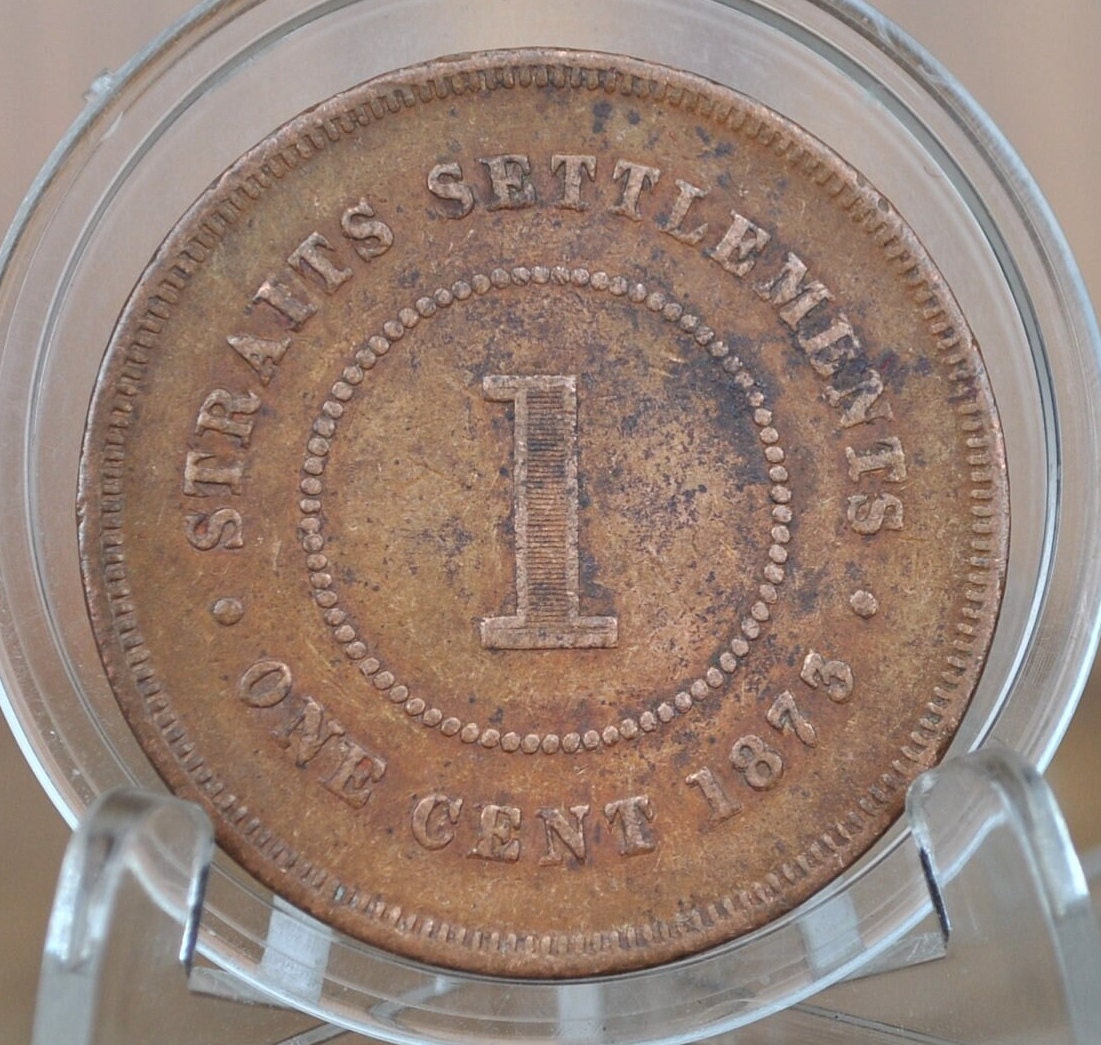 STRAITS SETTLEMENTS
1
ONE CENT 1873